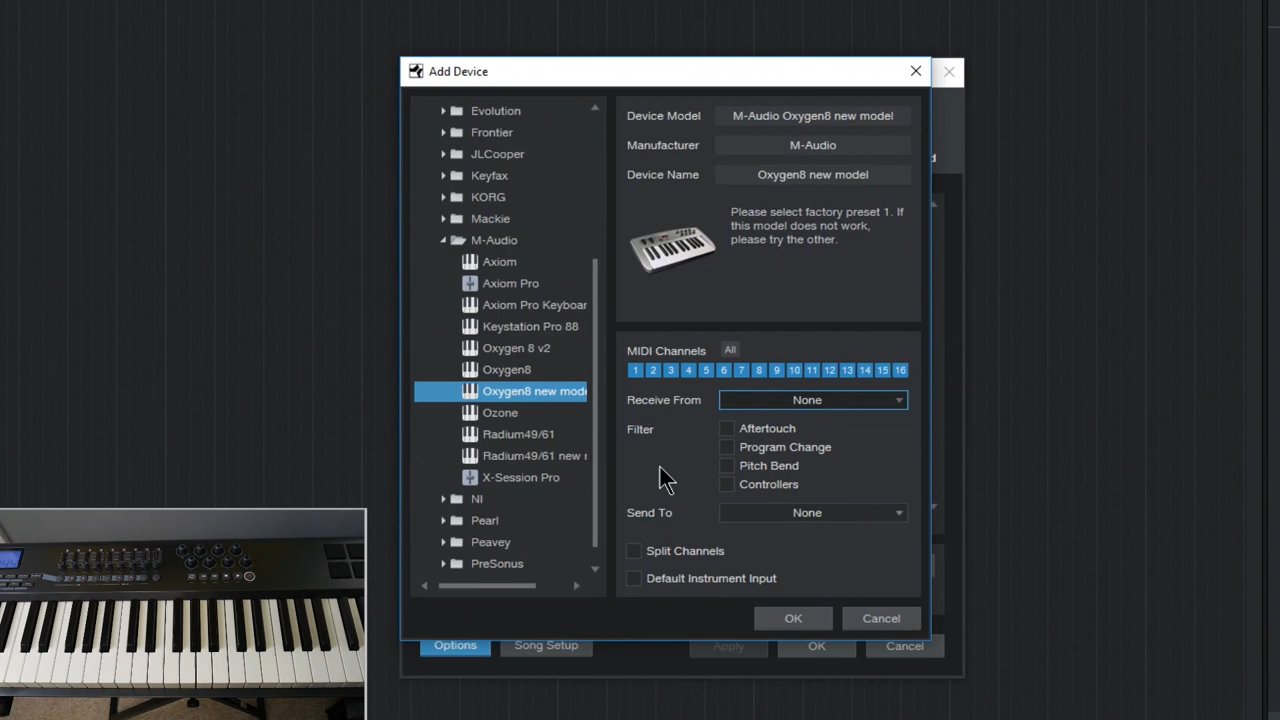 Add Device
Evolution
Frontier
JLCooper
Keyfax
KORG
Mackie
M-Audio
Axiom
Axiom Pro
Axiom Pro Keyboar
Keystation Pro 88
Oxygen 8 v2
Oxygen8
Oxygen8 new mode
Ozone
Radium49/61
Radium49/61 new r
X-Session Pro
NI
Pearl
Peavey
PreSonus
Device Model M-Audio Oxygen8 new model
Manufacturer M-Audio
Device Name Oxygen8 new model
Please select factory preset 1. If
this model does not work,
please try the other.
MIDI Channels All
1 2 3 4 5 6 7 8 9 10 11 12 13 14 15 16
Receive From None
Filter Aftertouch
Program Change
Pitch Bend
Controllers
Send To None
Split Channels
Default Instrument Input
OK Cancel
d
Options Song Setup Apply OK Cancel